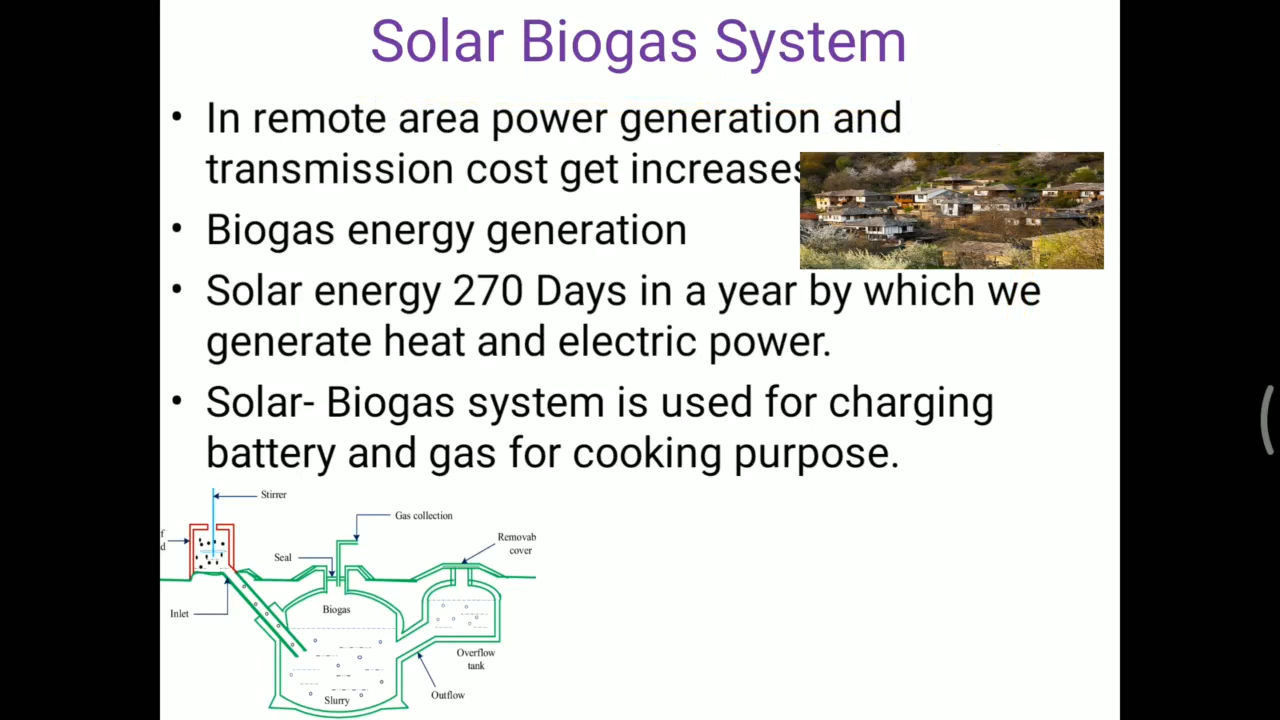 Solar Biogas System
• In remote area power generation and
transmission cost get increases
• Biogas energy generation
• Solar energy 270 Days in a year by which we
generate heat and electric power.
• Solar- Biogas system is used for charging
battery and gas for cooking purpose.
Stirrer
Gas collection
Removab
cover
Seal
Inlet
Biogas
Overflow
tank
Outflow
Slurry